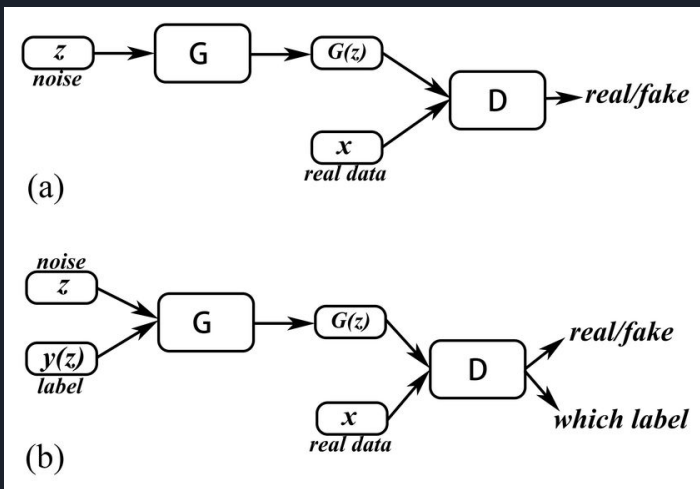 z
noise
G
G(z)
x
real data
D
real/fake
(a)
noise
z
y(z)
label
G
G(z)
x
real data
D
real/fake
which label
(b)